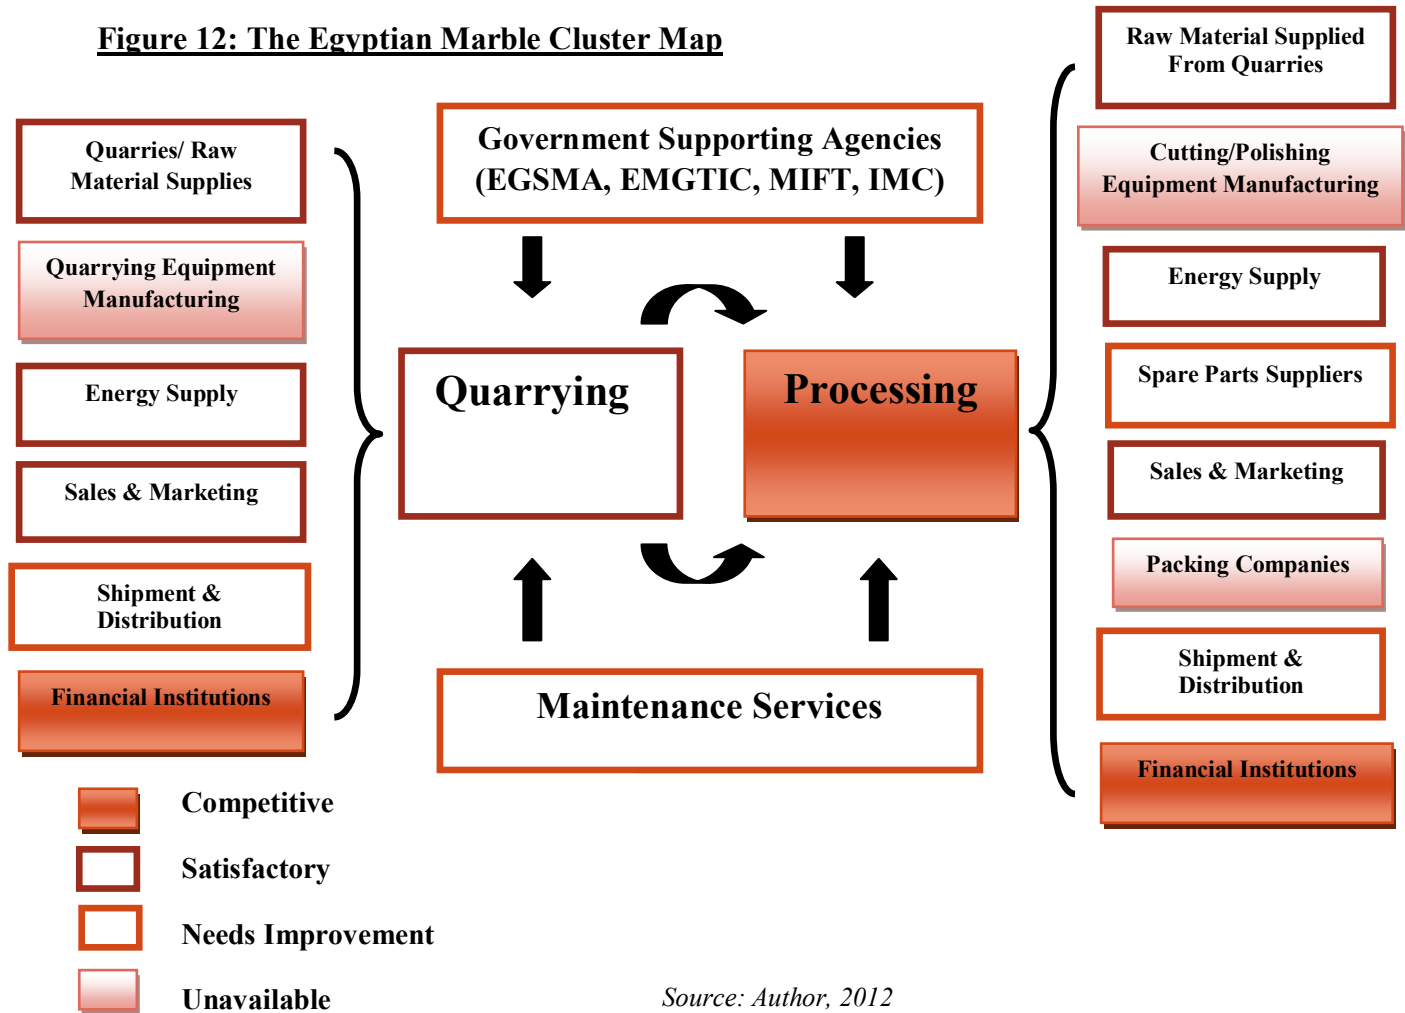 Figure 12: The Egyptian Marble Cluster Map
Quarries/ Raw
Material Supplies
Quarrying Equipment
Manufacturing
Energy Supply
Sales & Marketing
Shipment &
Distribution
Financial Institutions
Government Supporting Agencies
(EGSMA, EMGTIC, MIFT, IMC)
Quarrying
Processing
Maintenance Services
Raw Material Supplied
From Quarries
Cutting/Polishing
Equipment Manufacturing
Energy Supply
Spare Parts Suppliers
Sales & Marketing
Packing Companies
Shipment &
Distribution
Financial Institutions
Competitive
Satisfactory
Needs Improvement
Unavailable
Source: Author, 2012